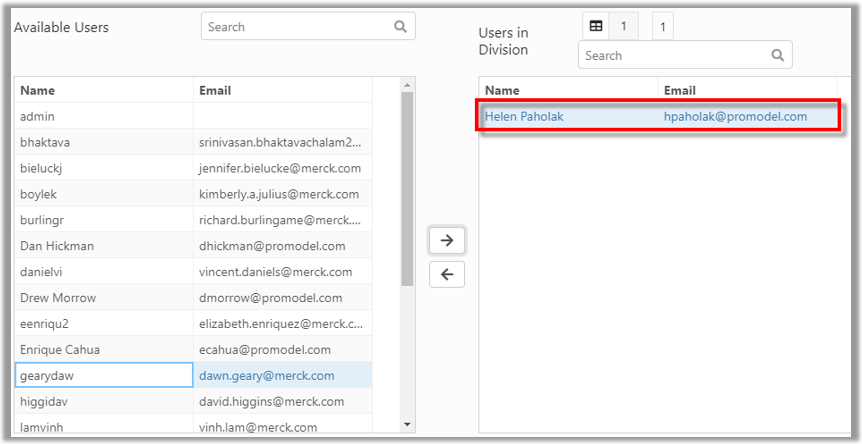 Available Users
Search
Name Email
admin
bhaktava srinivasan.bhaktavachalam2...
bieluckj jennifer.bielucke@merck.com
boylek kimberly.a.julius@merck.com
burlingr richard.burlingame@merck....
Dan Hickman dhickman@promodel.com
danielvi vincent.daniels@merck.com
Drew Morrow dmorrow@promodel.com
eenriqu2 elizabeth.enriquez@merck.c...
Enrique Cahua ecahua@promodel.com
gearydaw dawn.geary@merck.com
higgidav david.higgins@merck.com
lamvinh vinh.lam@merck.com
Users in
Division
1 1
Search
Name Email
Helen Paholak hpaholak@promodel.com